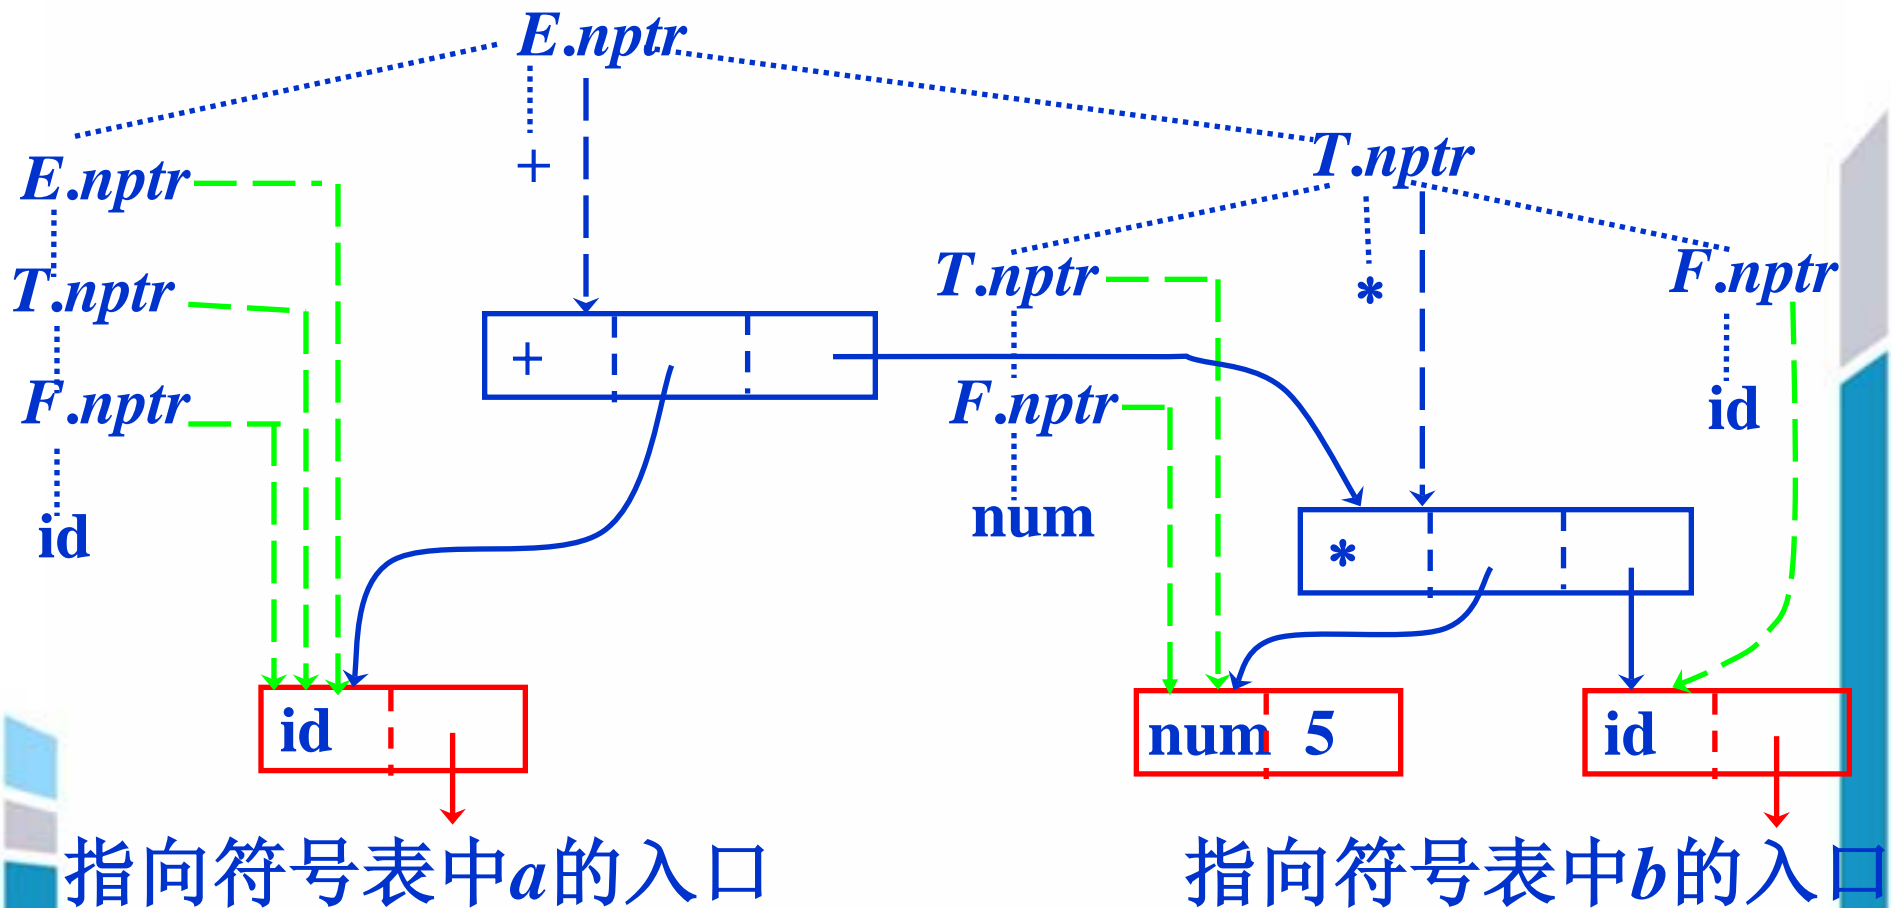 E.nptr
+
T.nptr
E.nptr
T.nptr
*
F.nptr
T.nptr
+
F.nptr
F.nptr
id
id
num
*
id
num 5
id
指向符号表中a的入口
指向符号表中b的入口